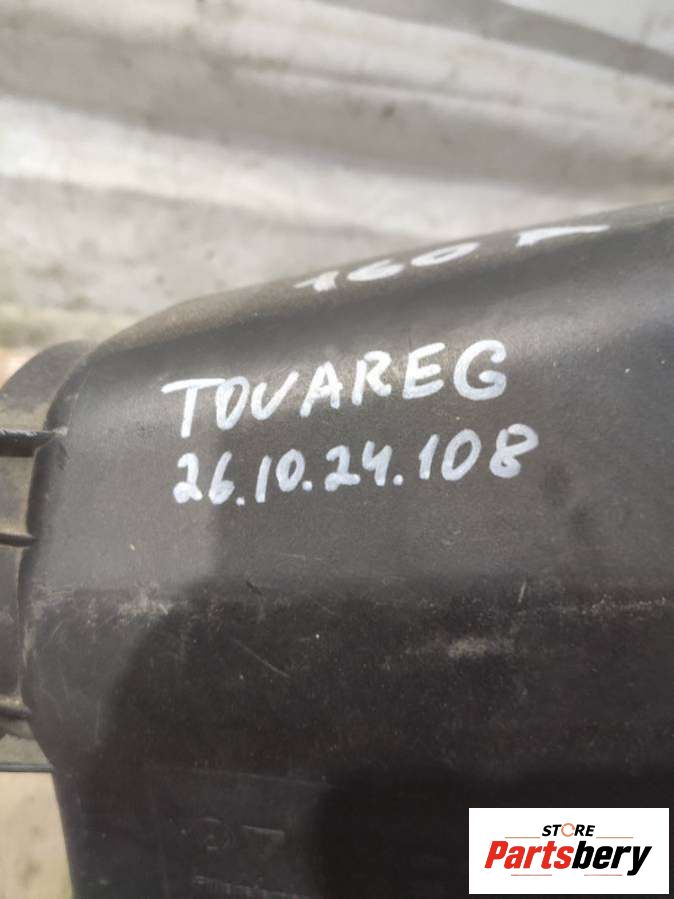 TOUAREG
26.10.24.108
STORE
Partsbery